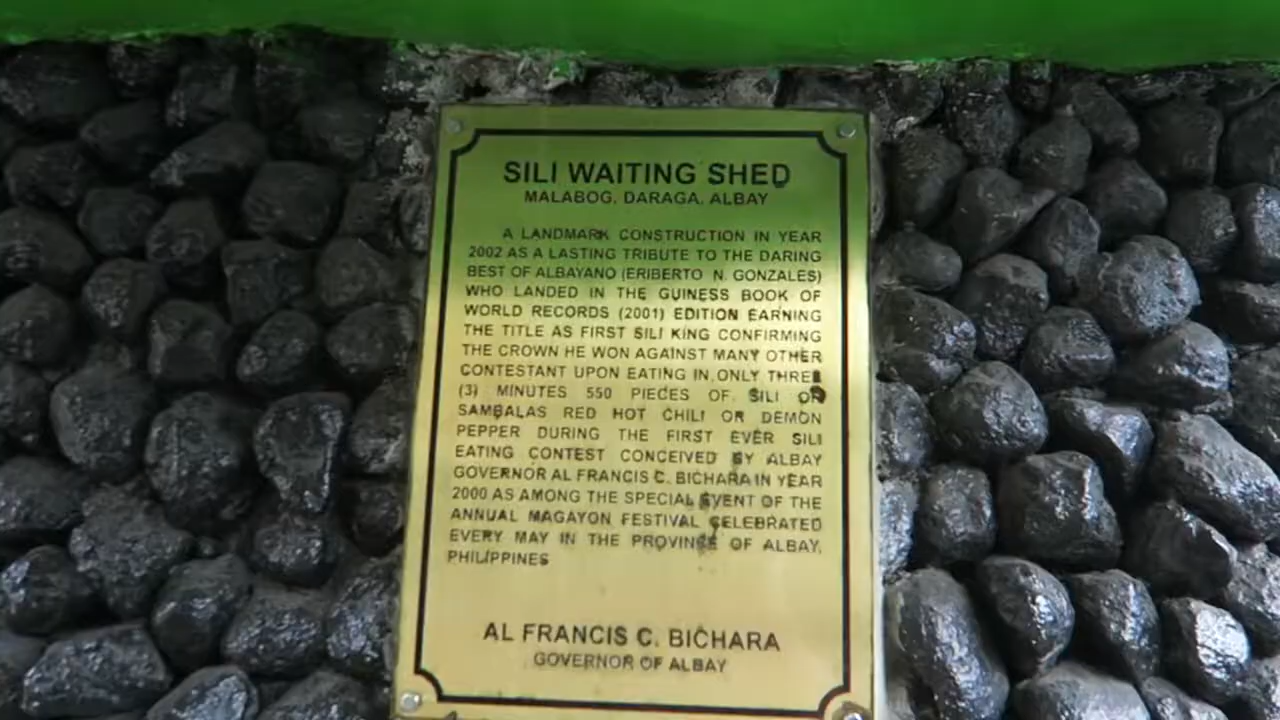 SILI WAITING SHED
MALABOG, DARAGA, ALBAY
A LANDMARK CONSTRUCTION IN YEAR
2002 AS A LASTING TRIBUTE TO THE DARING
BEST OF ALBAYANO (ERIBERTO N. GONZALES)
WHO LANDED IN THE GUINESS BOOK OF
WORLD RECORDS (2001) EDITION EARNING
THE TITLE AS FIRST SILI KING CONFIRMING
THE CROWN HE WON AGAINST MANY OTHER
CONTESTANT UPON EATING IN ONLY THREE
(3) MINUTES 550 PIECES OF SILI OR
SAMBALAS RED HOT CHILI OR DEMON
PEPPER DURING THE FIRST EVER SILI
EATING CONTEST CONCEIVED BY ALBAY
GOVERNOR AL FRANCIS C. BICHARA IN YEAR
2000 AS AMONG THE SPECIAL EVENT OF THE
ANNUAL MAGAYON FESTIVAL CELEBRATED
EVERY MAY IN THE PROVINCE OF ALBAY,
PHILIPPINES
AL FRANCIS C. BICHARA
GOVERNOR OF ALBAY